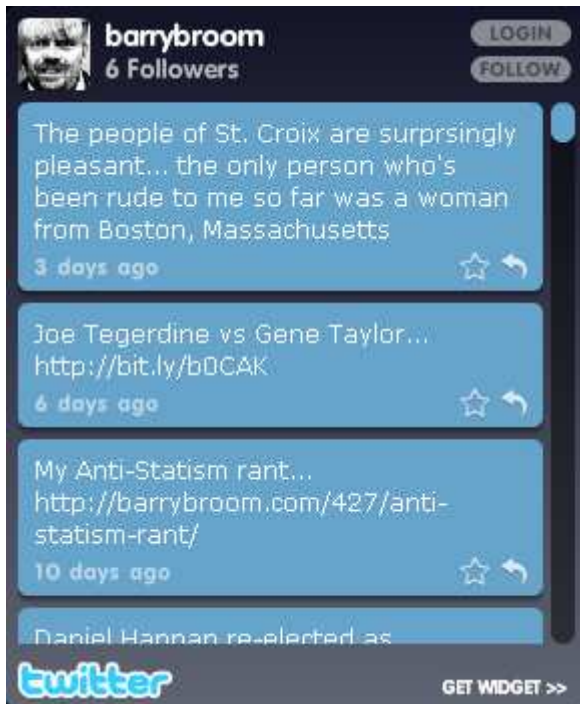 barrybroom
6 Followers
LOGIN
FOLLOW
The people of St. Croix are surprsingly
pleasant... the only person who's
been rude to me so far was a woman
from Boston, Massachusetts
3 days ago
Joe Tegerdine vs Gene Taylor...
http://bit.ly/b0CAK
6 days ago
My Anti-Statism rant...
http://barrybroom.com/427/anti-
statism-rant/
10 days ago
Daniel Hannan re-elected as
twitter
GET WIDGET >>